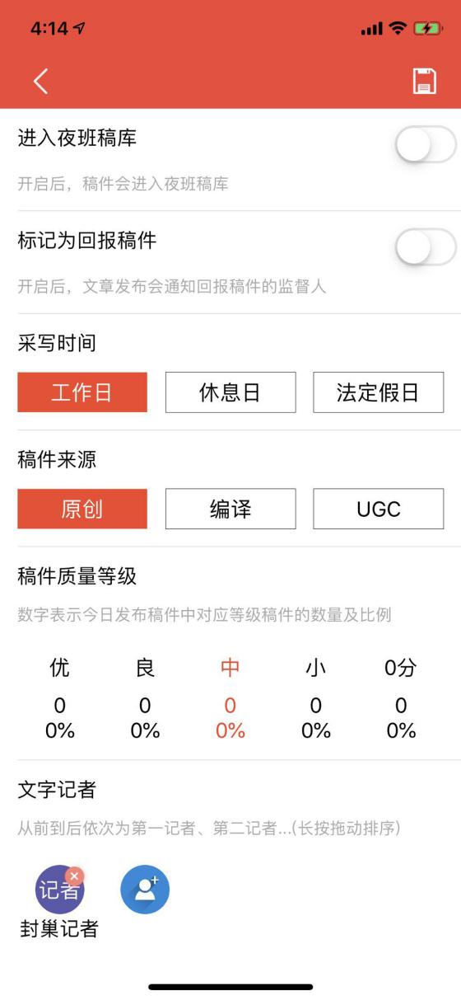 4:14
进入夜班稿库
开启后，稿件会进入夜班稿库
标记为回报稿件
开启后，文章发布会通知回报稿件的监督人
采写时间
工作日 休息日 法定假日
稿件来源
原创 编译 UGC
稿件质量等级
数字表示今日发布稿件中对应等级稿件的数量及比例
优 良 中 小 0分
0 0 0 0 0
0% 0% 0% 0% 0%
文字记者
从前到后依次为第一记者、第二记者...(长按拖动排序)
记者
封巢记者